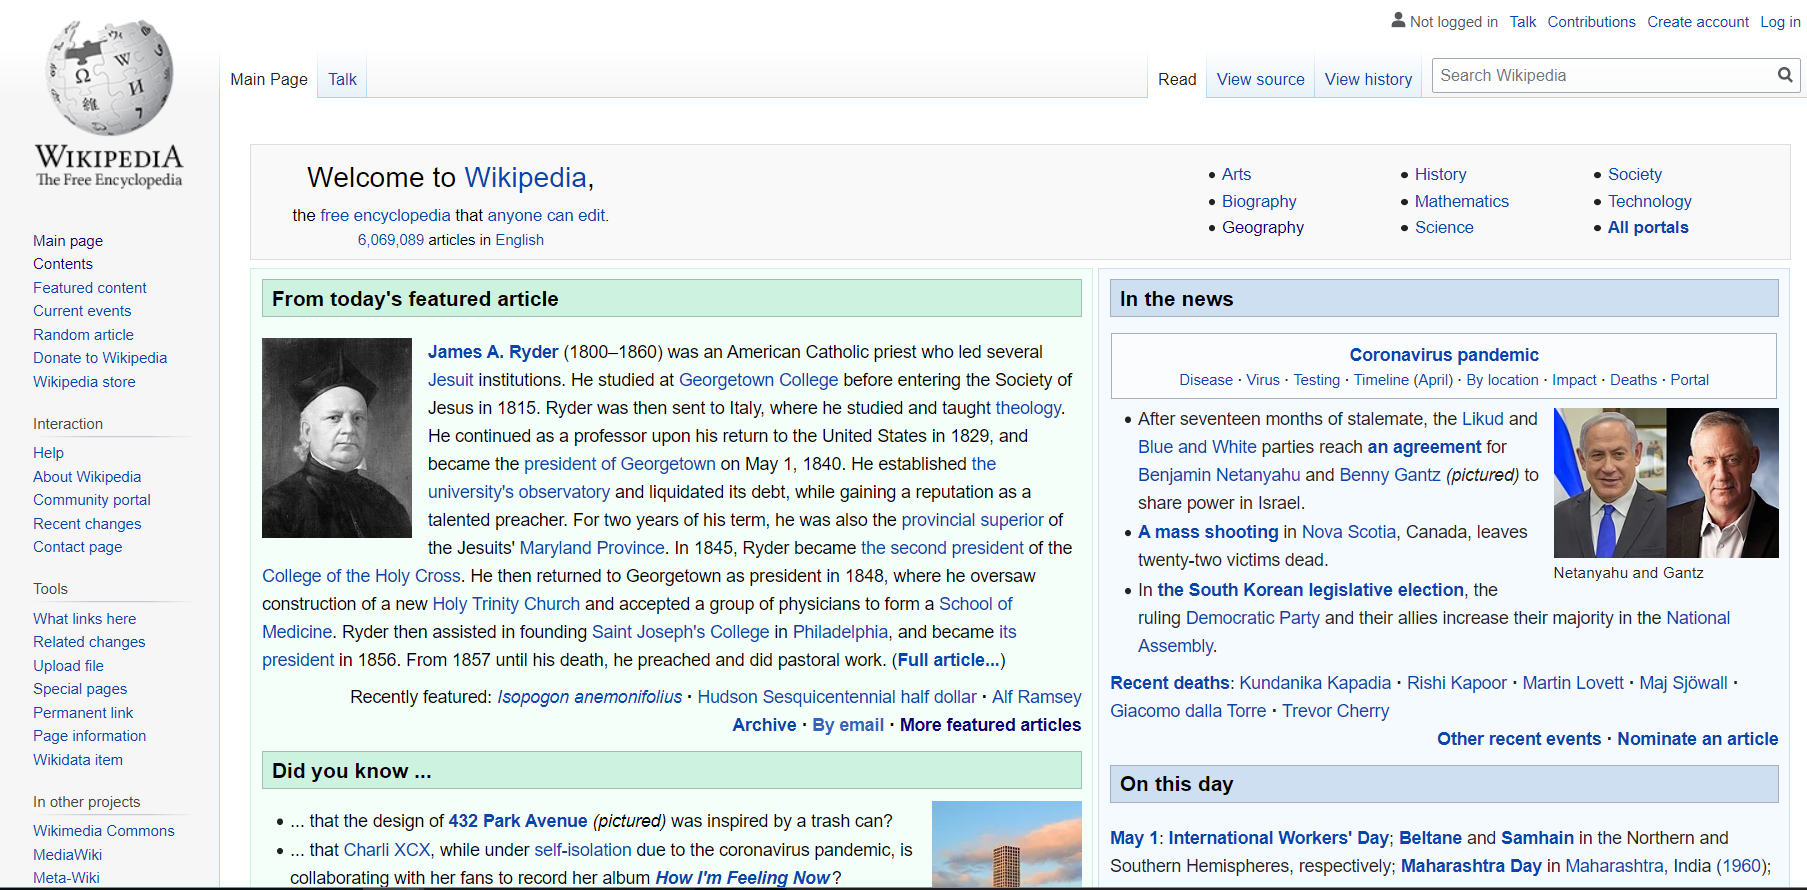 Not logged in Talk Contributions Create account Log in
Main Page Talk Read View source View history Search Wikipedia
WIKIPEDIA
The Free Encyclopedia
Main page
Contents
Featured content
Current events
Random article
Donate to Wikipedia
Wikipedia store
Interaction
Help
About Wikipedia
Community portal
Recent changes
Contact page
Tools
What links here
Related changes
Upload file
Special pages
Permanent link
Page information
Wikidata item
In other projects
Wikimedia Commons
MediaWiki
Meta-Wiki
Welcome to Wikipedia,
the free encyclopedia that anyone can edit.
6,069,089 articles in English
• Arts
• Biography
• Geography
• History
• Mathematics
• Science
• Society
• Technology
• All portals
From today's featured article
James A. Ryder (1800–1860) was an American Catholic priest who led several
Jesuit institutions. He studied at Georgetown College before entering the Society of
Jesus in 1815. Ryder was then sent to Italy, where he studied and taught theology.
He continued as a professor upon his return to the United States in 1829, and
became the president of Georgetown on May 1, 1840. He established the
university's observatory and liquidated its debt, while gaining a reputation as a
talented preacher. For two years of his term, he was also the provincial superior of
the Jesuits' Maryland Province. In 1845, Ryder became the second president of the
College of the Holy Cross. He then returned to Georgetown as president in 1848, where he oversaw
construction of a new Holy Trinity Church and accepted a group of physicians to form a School of
Medicine. Ryder then assisted in founding Saint Joseph's College in Philadelphia, and became its
president in 1856. From 1857 until his death, he preached and did pastoral work. (Full article...)
Recently featured: Isopogon anemonifolius · Hudson Sesquicentennial half dollar · Alf Ramsey
Archive · By email · More featured articles
Did you know ...
• ... that the design of 432 Park Avenue (pictured) was inspired by a trash can?
• ... that Charli XCX, while under self-isolation due to the coronavirus pandemic, is
collaborating with her fans to record her album How I'm Feeling Now?
In the news
Coronavirus pandemic
Disease · Virus · Testing · Timeline (April) · By location · Impact · Deaths · Portal
• After seventeen months of stalemate, the Likud and
Blue and White parties reach an agreement for
Benjamin Netanyahu and Benny Gantz (pictured) to
share power in Israel.
• A mass shooting in Nova Scotia, Canada, leaves
twenty-two victims dead.
• In the South Korean legislative election, the
ruling Democratic Party and their allies increase their majority in the National
Assembly.
Netanyahu and Gantz
Recent deaths: Kundanika Kapadia · Rishi Kapoor · Martin Lovett · Maj Sjöwall ·
Giacomo dalla Torre · Trevor Cherry
Other recent events · Nominate an article
On this day
May 1: International Workers' Day; Beltane and Samhain in the Northern and
Southern Hemispheres, respectively; Maharashtra Day in Maharashtra, India (1960);